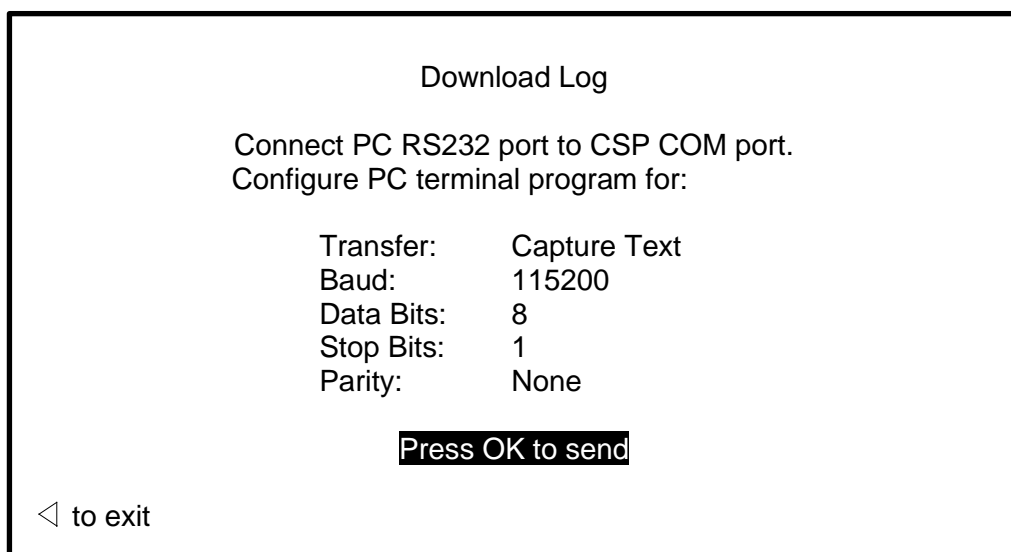 Download Log
Connect PC RS232 port to CSP COM port.
Configure PC terminal program for:
Transfer: Capture Text
Baud: 115200
Data Bits: 8
Stop Bits: 1
Parity: None
Press OK to send
◁ to exit